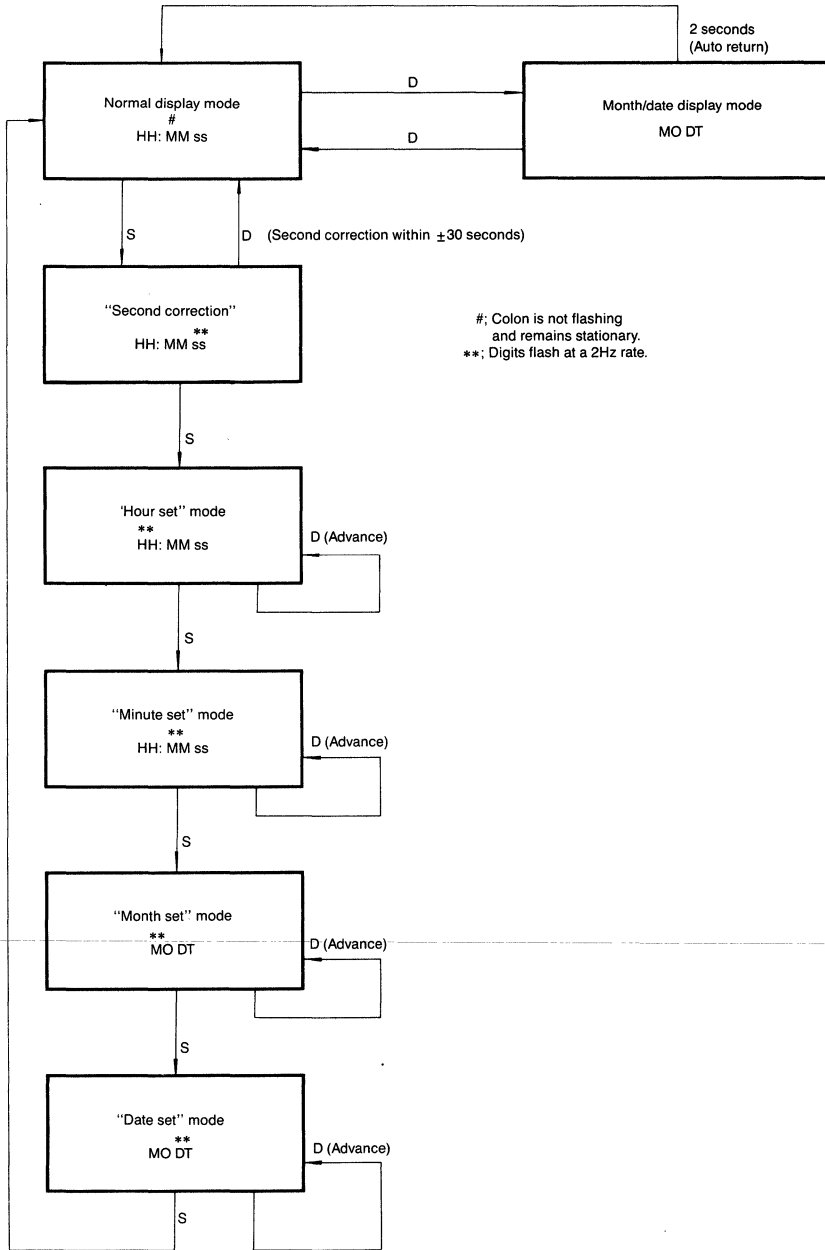 2 seconds
(Auto return)
Normal display mode
#
HH: MM ss
D
D
Month/date display mode
MO DT
S
D (Second correction within ±30 seconds)
"Second correction"
**
HH: MM ss
#; Colon is not flashing
and remains stationary.
**; Digits flash at a 2Hz rate.
S
'Hour set" mode
**
HH: MM ss
D (Advance)
S
"Minute set" mode
**
HH: MM ss
D (Advance)
S
"Month set" mode
**
MO DT
D (Advance)
S
"Date set" mode
**
MO DT
D (Advance)
S